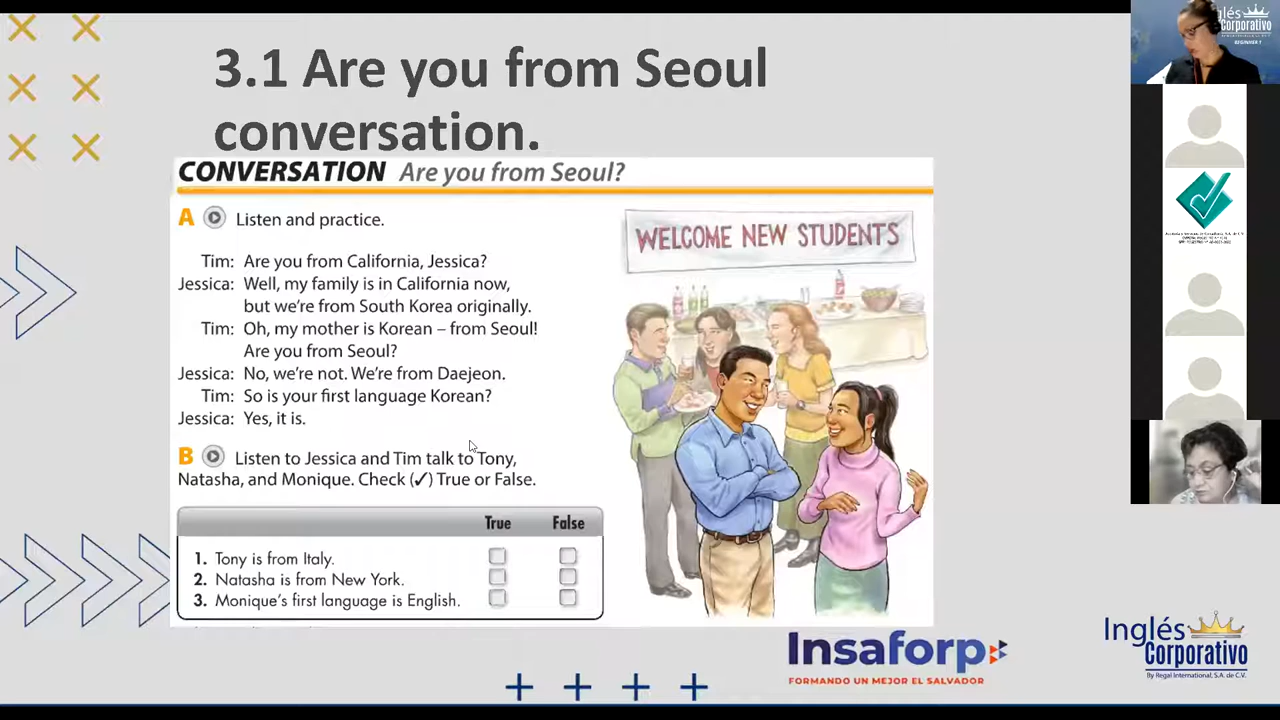 3.1 Are you from Seoul
conversation.
CONVERSATION Are you from Seoul?
A Listen and practice.
Tim: Are you from California, Jessica?
Jessica: Well, my family is in California now,
but we're from South Korea originally.
Tim: Oh, my mother is Korean – from Seoul!
Are you from Seoul?
Jessica: No, we're not. We're from Daejeon.
Tim: So is your first language Korean?
Jessica: Yes, it is.
B Listen to Jessica and Tim talk to Tony,
Natasha, and Monique. Check (✓) True or False.
True False
1. Tony is from Italy.
2. Natasha is from New York.
3. Monique's first language is English.
WELCOME NEW STUDENTS
Insaforp
FORMANDO UN MEJOR EL SALVADOR
Inglés
Corporativo
By Regal International, S.A. de C.V.
glés
Corporativo
BEGINNER 1